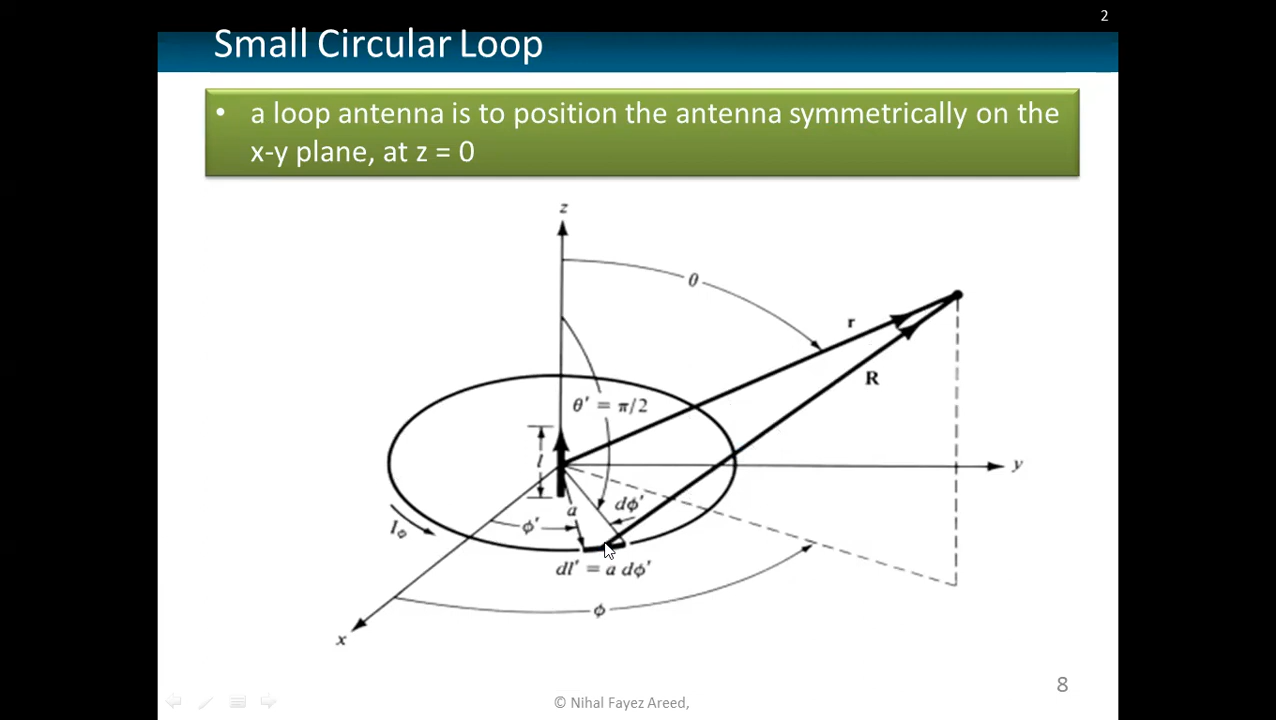 2
Small Circular Loop
• a loop antenna is to position the antenna symmetrically on the
x-y plane, at z = 0
z
θ
r
R
θ' = π/2
l
y
a
dϕ'
ϕ'
I_ϕ
dl' = a dϕ'
ϕ
x
8
© Nihal Fayez Areed,